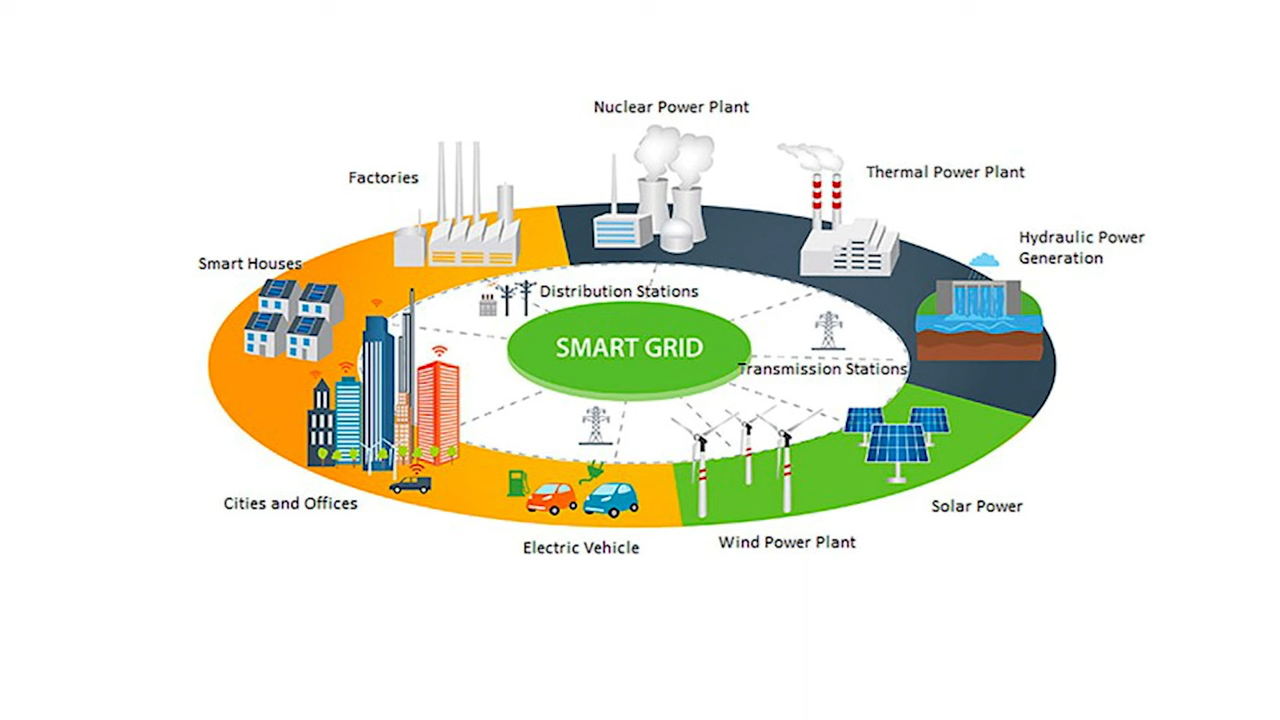 Nuclear Power Plant
Factories
Thermal Power Plant
Hydraulic Power
Generation
Smart Houses
Distribution Stations
SMART GRID
Transmission Stations
Cities and Offices
Solar Power
Electric Vehicle
Wind Power Plant